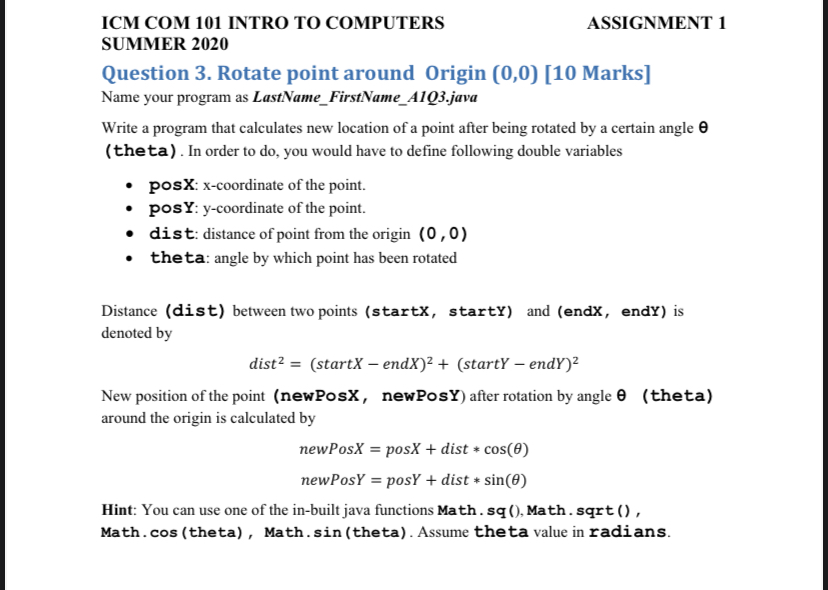 ICM COM 101 INTRO TO COMPUTERS ASSIGNMENT 1
SUMMER 2020
Question 3. Rotate point around Origin (0,0) [10 Marks]
Name your program as LastName_FirstName_A1Q3.java
Write a program that calculates new location of a point after being rotated by a certain angle θ
(theta). In order to do, you would have to define following double variables
• posX: x-coordinate of the point.
• posY: y-coordinate of the point.
• dist: distance of point from the origin (0,0)
• theta: angle by which point has been rotated
Distance (dist) between two points (startX, startY) and (endX, endY) is
denoted by
dist² = (startX − endX)² + (startY − endY)²
New position of the point (newPosX, newPosY) after rotation by angle θ (theta)
around the origin is calculated by
newPosX = posX + dist * cos(θ)
newPosY = posY + dist * sin(θ)
Hint: You can use one of the in-built java functions Math.sq(), Math.sqrt(),
Math.cos(theta), Math.sin(theta). Assume theta value in radians.